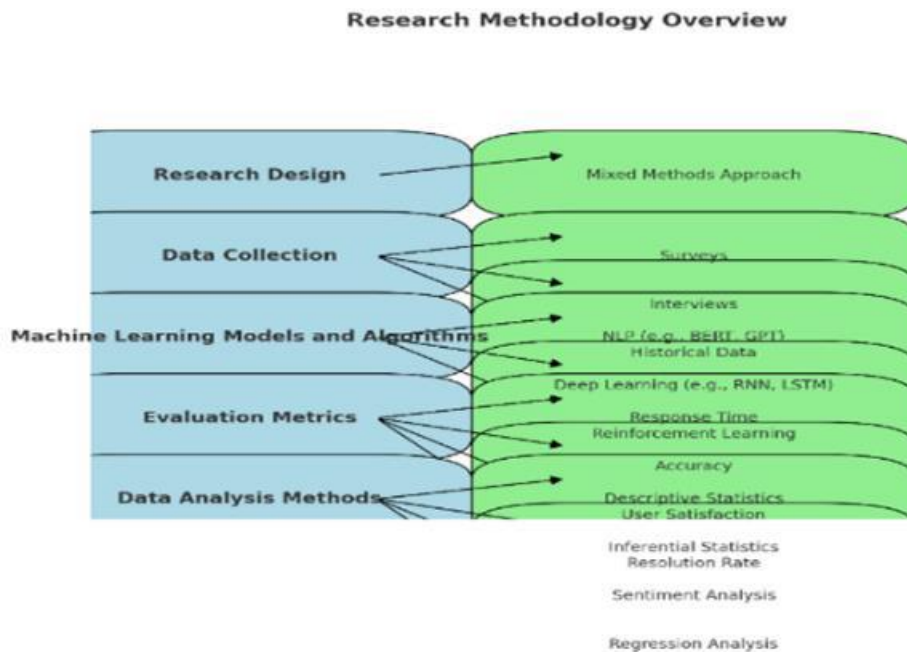 Research Methodology Overview
Research Design
Mixed Methods Approach
Data Collection
Surveys
Interviews
Machine Learning Models and Algorithms
NLP (e.g., BERT, GPT)
Historical Data
Deep Learning (e.g., RNN, LSTM)
Evaluation Metrics
Response Time
Reinforcement Learning
Accuracy
Data Analysis Methods
Descriptive Statistics
User Satisfaction
Inferential Statistics
Resolution Rate
Sentiment Analysis
Regression Analysis